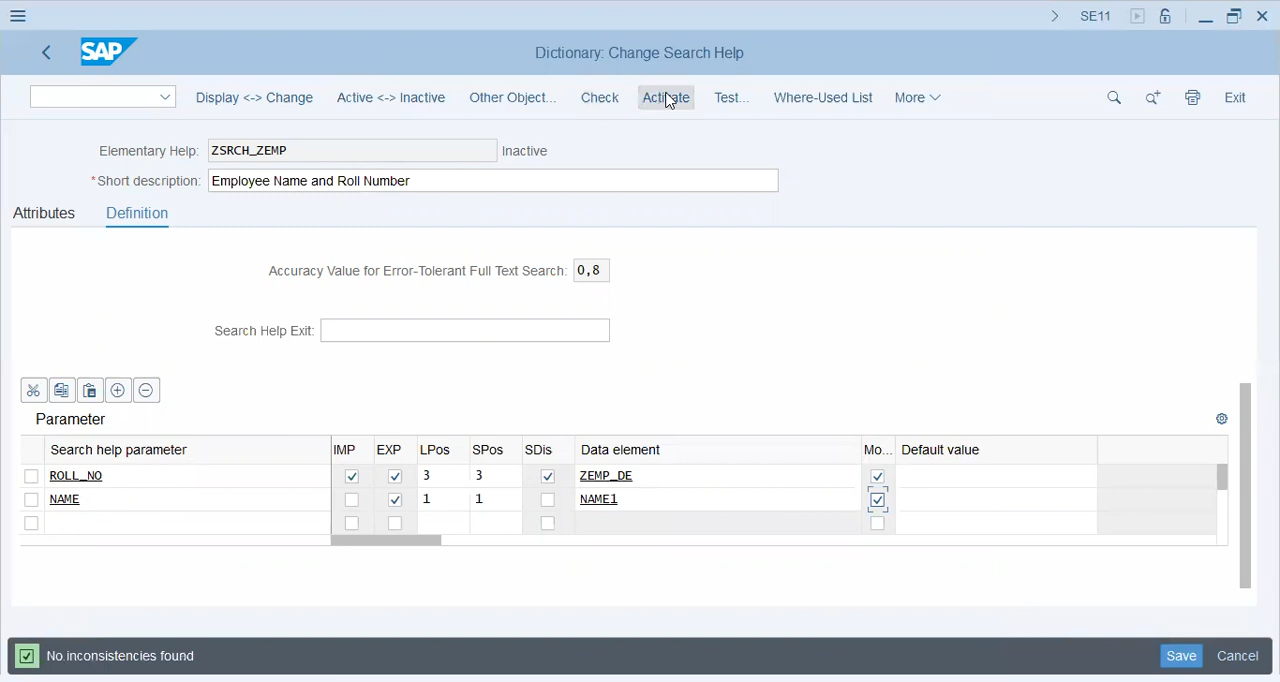 SE11
SAP
Dictionary: Change Search Help
Display <-> Change Active <-> Inactive Other Object... Check Activate Test... Where-Used List More Exit
Elementary Help: ZSRCH_ZEMP Inactive
*Short description: Employee Name and Roll Number
Attributes Definition
Accuracy Value for Error-Tolerant Full Text Search: 0,8
Search Help Exit:
Parameter
Search help parameter IMP EXP LPos SPos SDis Data element Mo... Default value
ROLL_NO 3 3 ZEMP_DE
NAME 1 1 NAME1
No inconsistencies found Save Cancel